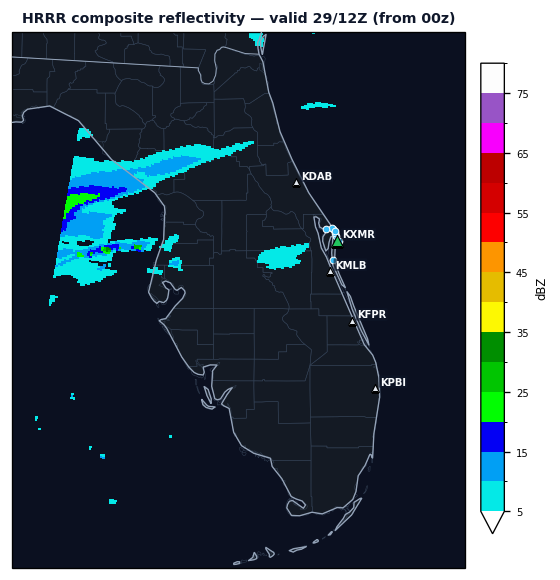 HRRR composite reflectivity — valid 29/12Z (from 00z)
KDAB
KXMR
KMLB
KFPR
KPBI
75
65
55
45
35
25
15
5
dBZ